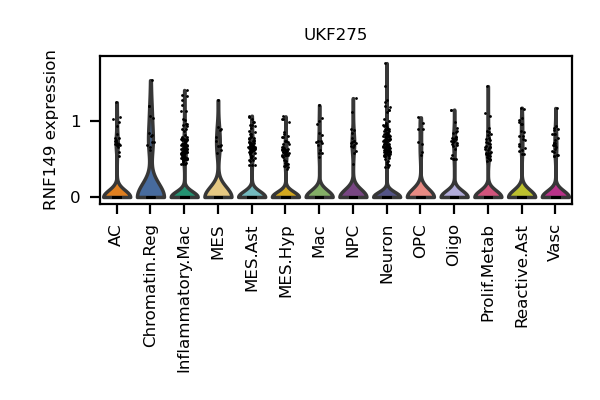 UKF275
RNF149 expression
1
0
AC
Chromatin.Reg
Inflammatory.Mac
MES
MES.Ast
MES.Hyp
Mac
NPC
Neuron
OPC
Oligo
Prolif.Metab
Reactive.Ast
Vasc